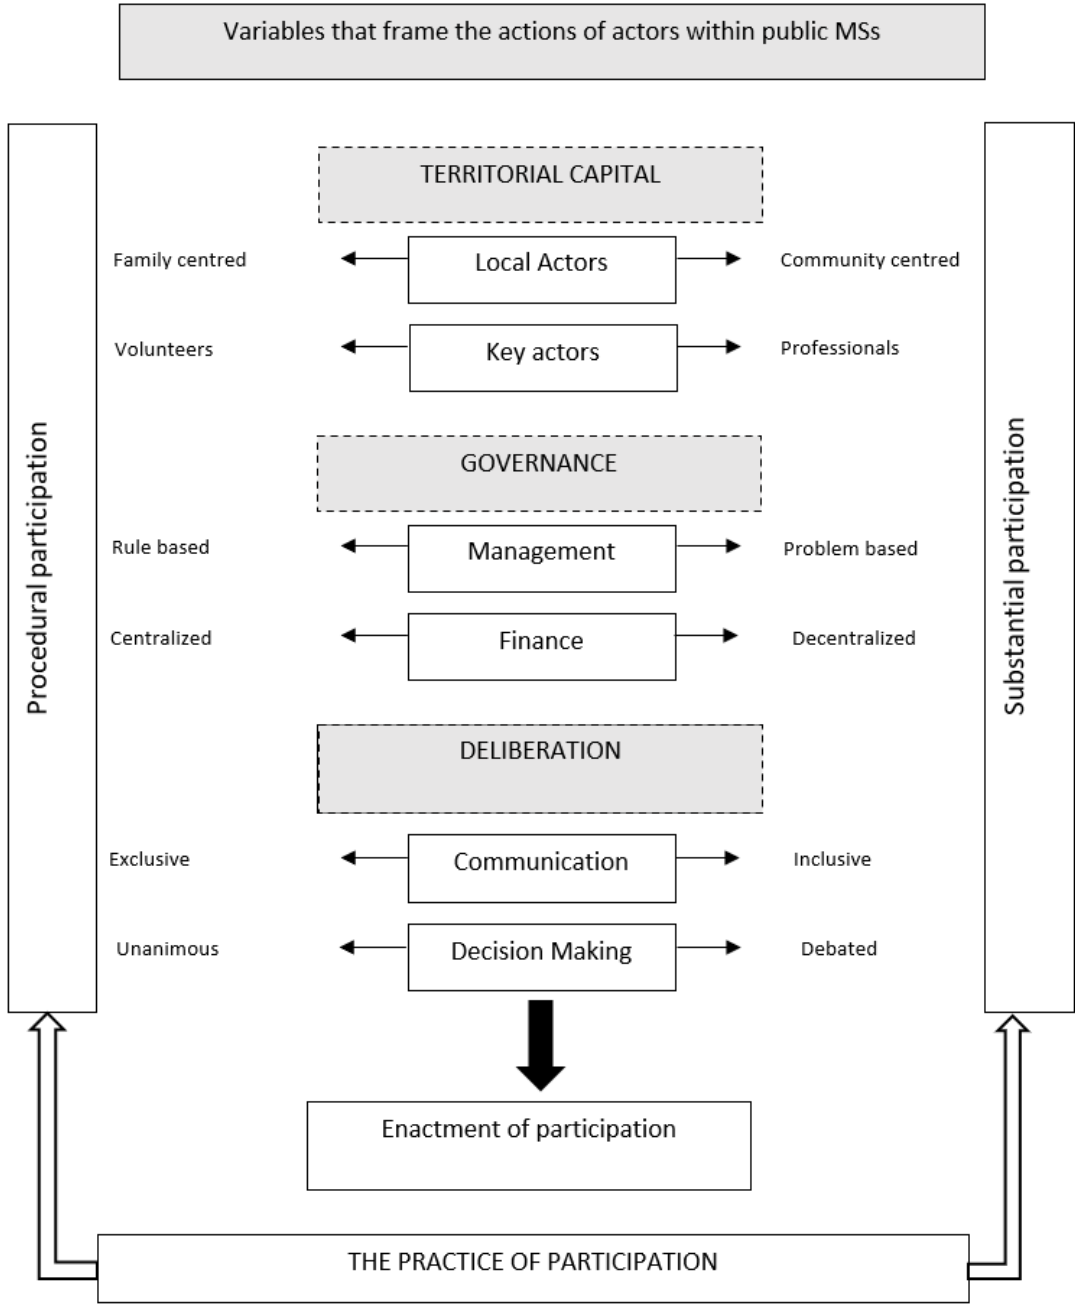 Variables that frame the actions of actors within public MSs
Procedural participation
Substantial participation
TERRITORIAL CAPITAL
Family centred
Local Actors
Community centred
Volunteers
Key actors
Professionals
GOVERNANCE
Rule based
Management
Problem based
Centralized
Finance
Decentralized
DELIBERATION
Exclusive
Communication
Inclusive
Unanimous
Decision Making
Debated
Enactment of participation
THE PRACTICE OF PARTICIPATION